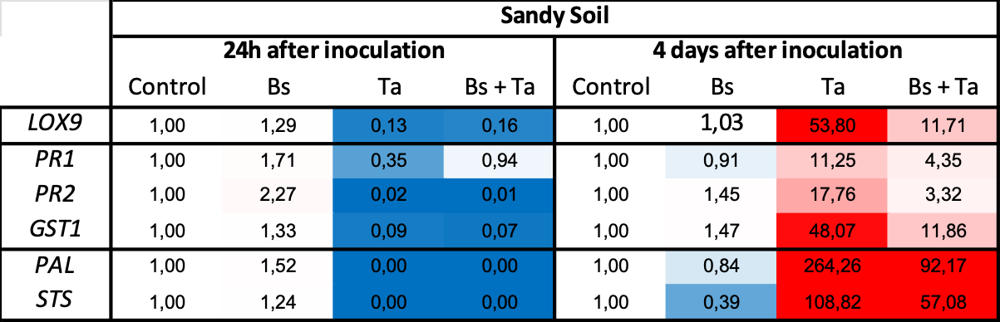 Sandy Soil
24h after inoculation 4 days after inoculation
Control Bs Ta Bs + Ta Control Bs Ta Bs + Ta
LOX9 1,00 1,29 0,13 0,16 1,00 1,03 53,80 11,71
PR1 1,00 1,71 0,35 0,94 1,00 0,91 11,25 4,35
PR2 1,00 2,27 0,02 0,01 1,00 1,45 17,76 3,32
GST1 1,00 1,33 0,09 0,07 1,00 1,47 48,07 11,86
PAL 1,00 1,52 0,00 0,00 1,00 0,84 264,26 92,17
STS 1,00 1,24 0,00 0,00 1,00 0,39 108,82 57,08